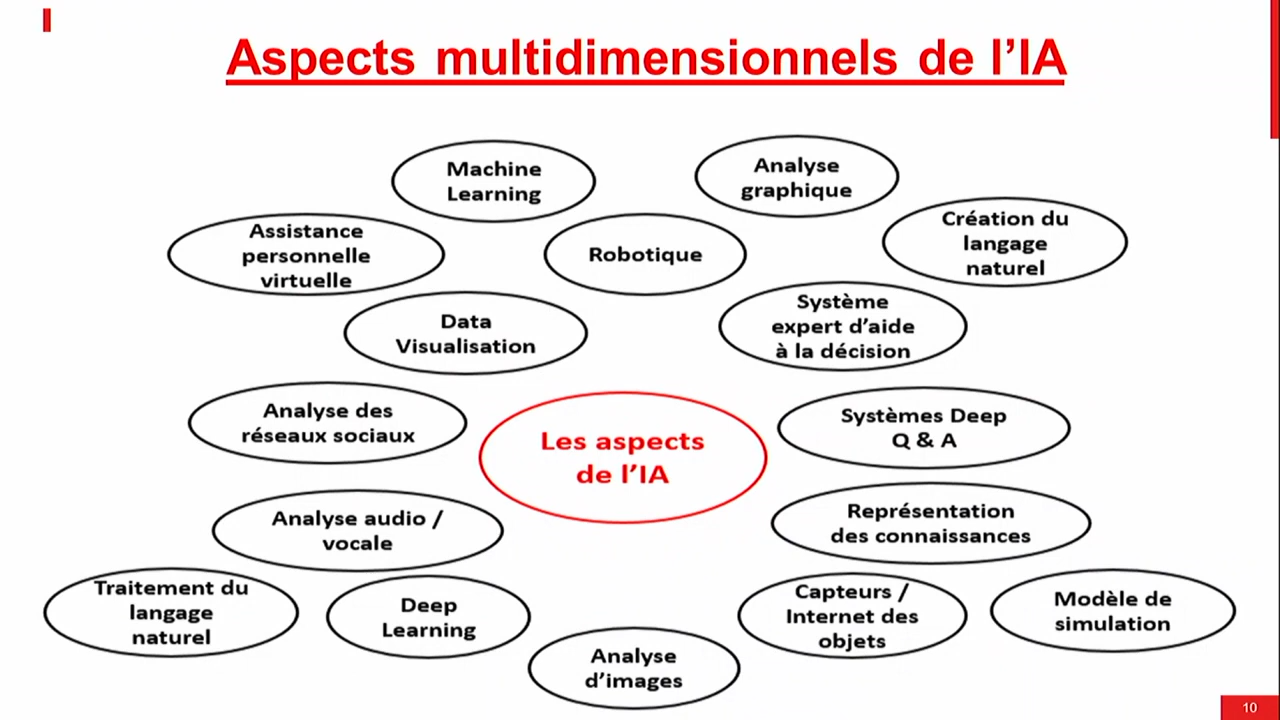 Aspects multidimensionnels de l’IA
Machine
Learning
Analyse
graphique
Assistance
personnelle
virtuelle
Robotique
Création du
langage
naturel
Data
Visualisation
Système
expert d’aide
à la décision
Analyse des
réseaux sociaux
Les aspects
de l’IA
Systèmes Deep
Q & A
Analyse audio /
vocale
Représentation
des connaissances
Traitement du
langage
naturel
Deep
Learning
Analyse
d’images
Capteurs /
Internet des
objets
Modèle de
simulation
10